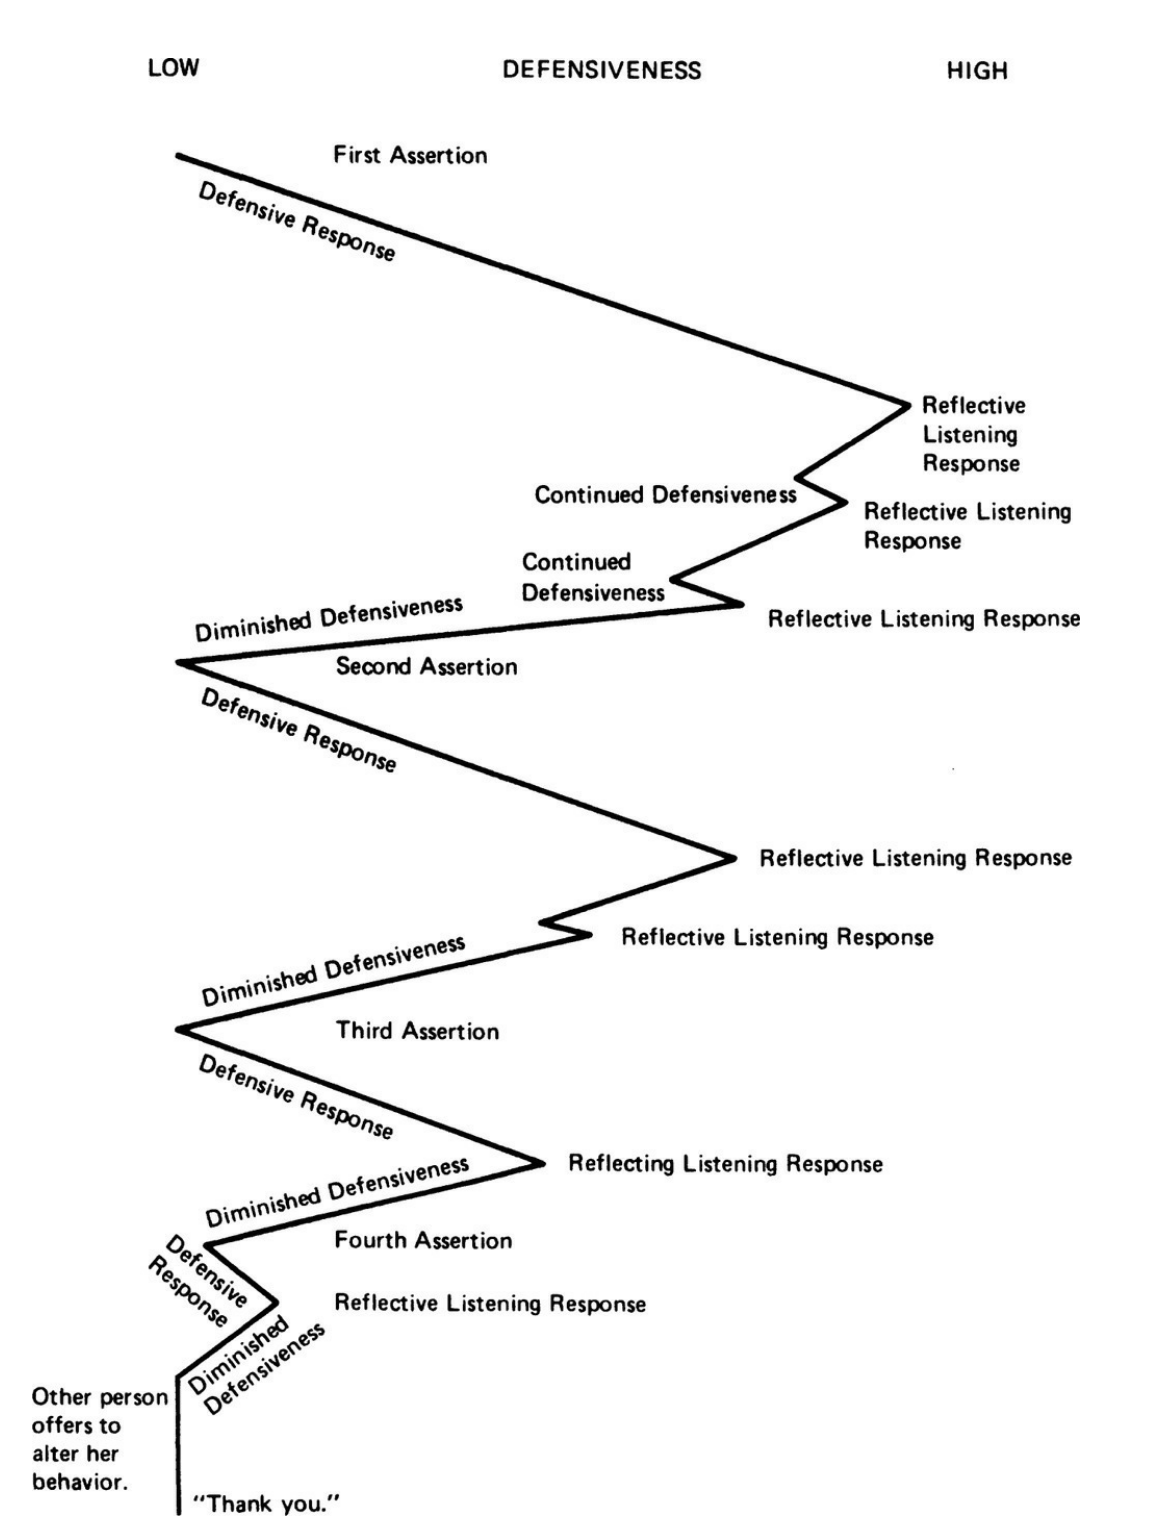 LOW DEFENSIVENESS HIGH
First Assertion
Defensive Response
Reflective
Listening
Response
Continued Defensiveness
Reflective Listening
Response
Continued
Defensiveness
Diminished Defensiveness
Reflective Listening Response
Second Assertion
Defensive Response
Reflective Listening Response
Reflective Listening Response
Diminished Defensiveness
Third Assertion
Defensive Response
Reflecting Listening Response
Diminished Defensiveness
Fourth Assertion
Defensive
Response
Reflective Listening Response
Diminished
Defensiveness
Other person
offers to
alter her
behavior.
"Thank you."